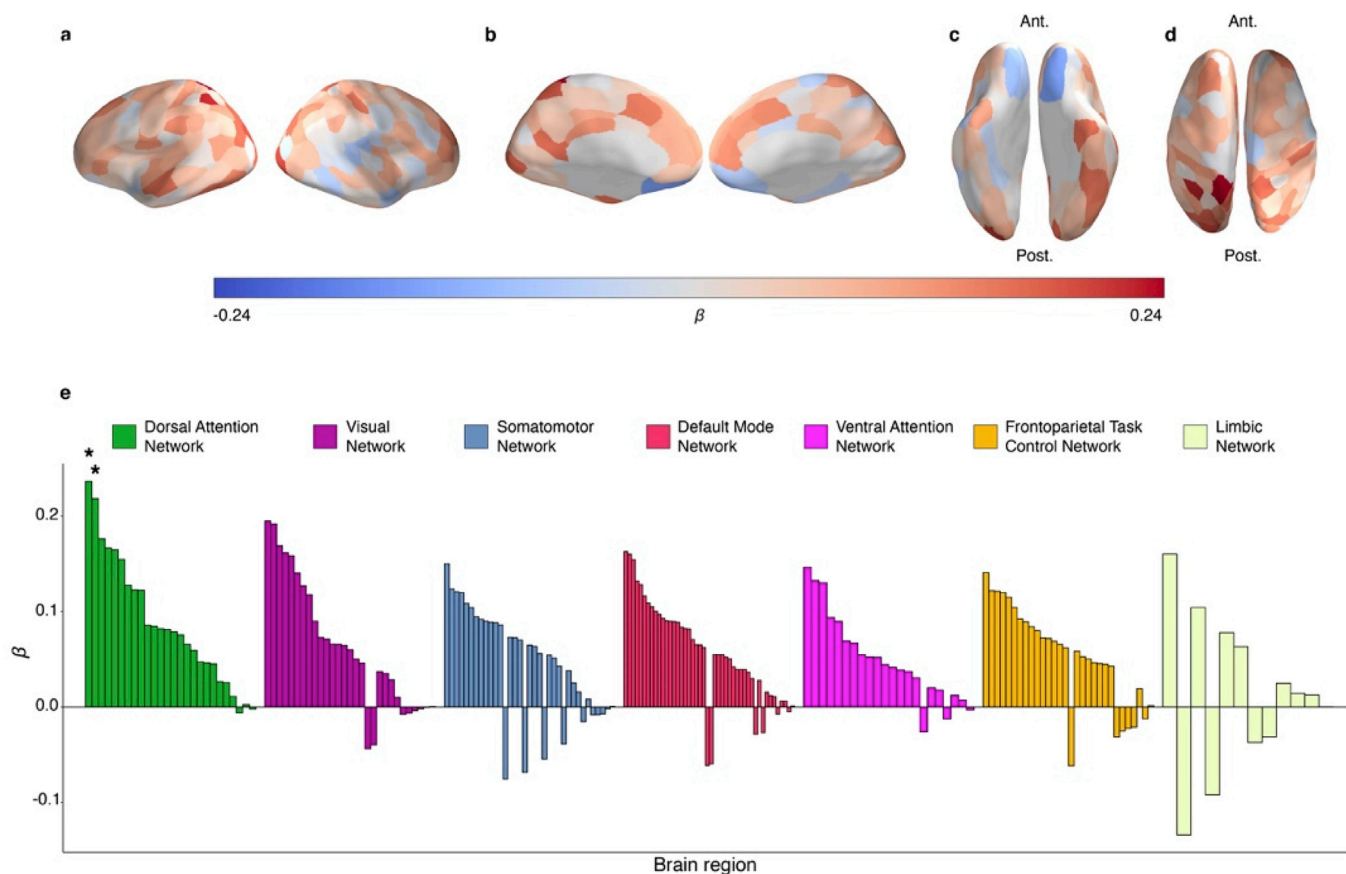 a
b
c
Ant.
d
Ant.
Post.
Post.
-0.24
β
0.24
e
Dorsal Attention
Network
Visual
Network
Somatomotor
Network
Default Mode
Network
Ventral Attention
Network
Frontoparietal Task
Control Network
Limbic
Network
*
*
0.2
0.1
0.0
-0.1
β
Brain region